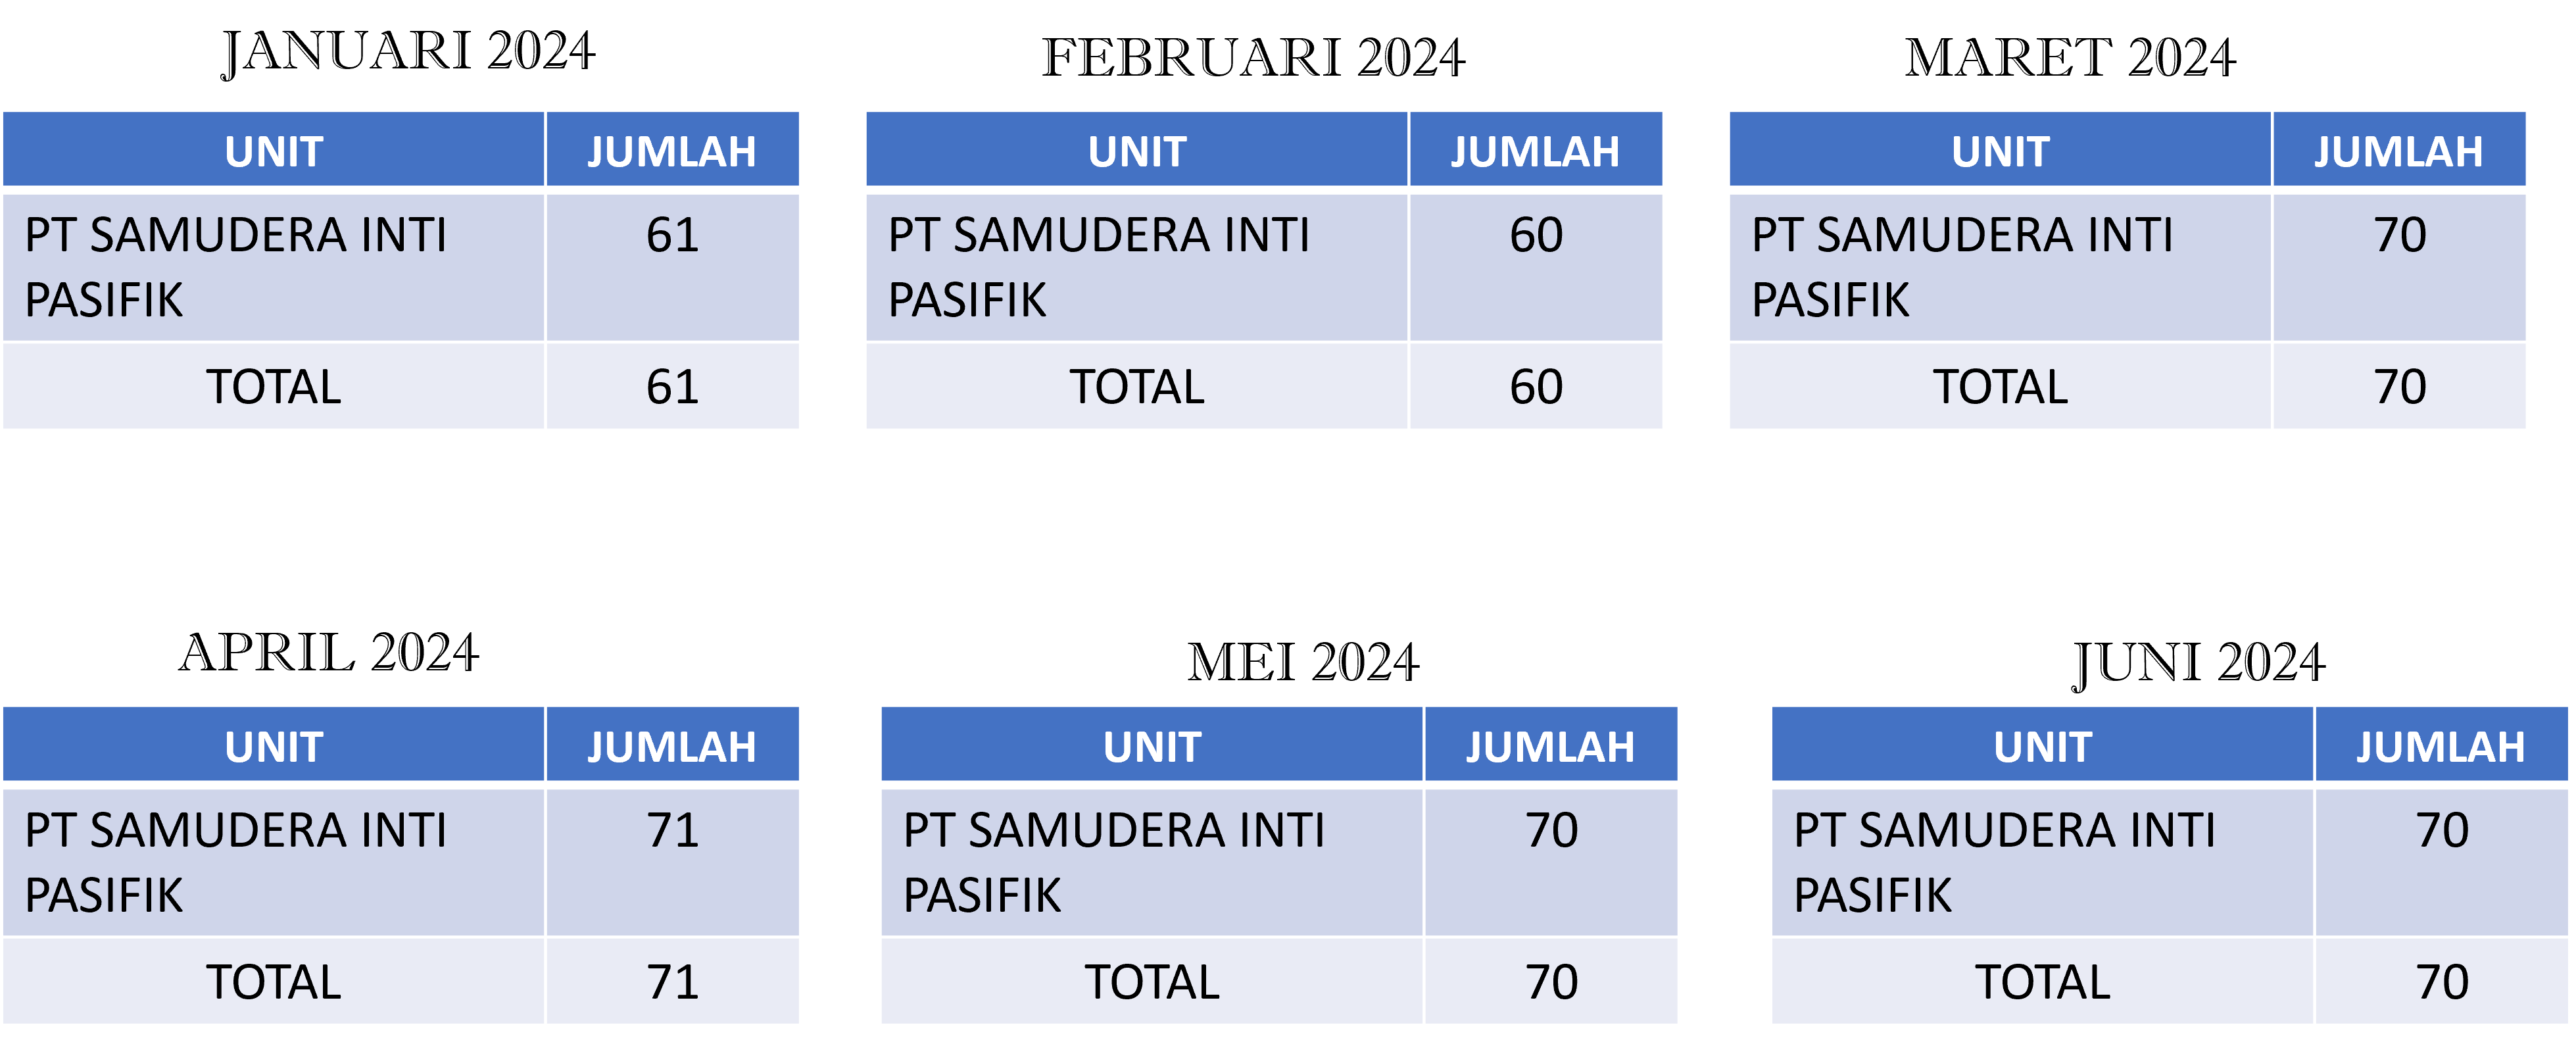 JANUARI 2024
UNIT JUMLAH
PT SAMUDERA INTI 61
PASIFIK
TOTAL 61
FEBRUARI 2024
UNIT JUMLAH
PT SAMUDERA INTI 60
PASIFIK
TOTAL 60
MARET 2024
UNIT JUMLAH
PT SAMUDERA INTI 70
PASIFIK
TOTAL 70
APRIL 2024
UNIT JUMLAH
PT SAMUDERA INTI 71
PASIFIK
TOTAL 71
MEI 2024
UNIT JUMLAH
PT SAMUDERA INTI 70
PASIFIK
TOTAL 70
JUNI 2024
UNIT JUMLAH
PT SAMUDERA INTI 70
PASIFIK
TOTAL 70